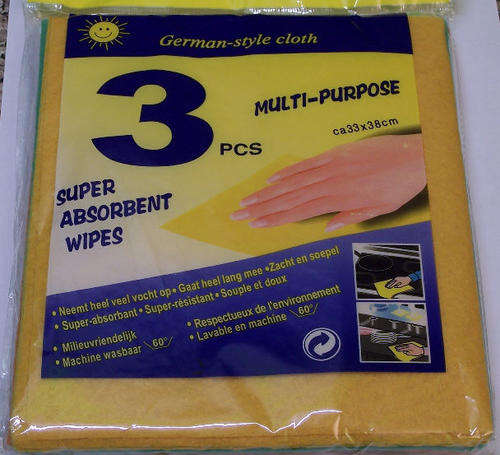 German-style cloth
3 PCS
MULTI-PURPOSE
ca33x38cm
SUPER
ABSORBENT
WIPES
• Neemt heel veel vocht op • Gaat heel lang mee • Zacht en soepel
• Super-absorbant • Super-résistant • Souple et doux
• Milieuvriendelijk
• Machine wasbaar 60°
• Respectueux de l'environnement
• Lavable en machine 60°